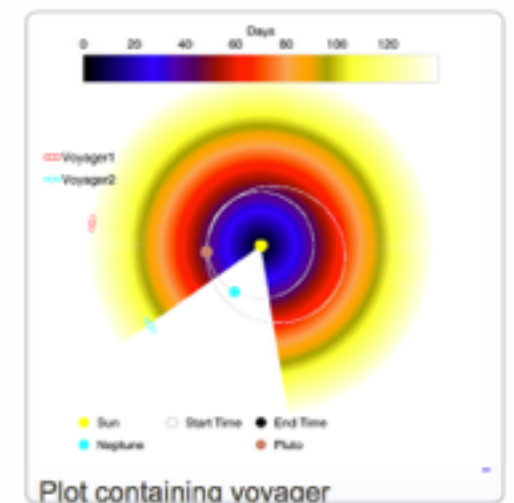 Days
0 20 40 60 80 100 120
Voyager1
Voyager2
Sun Start Time End Time
Neptune Pluto
Plot containing voyager